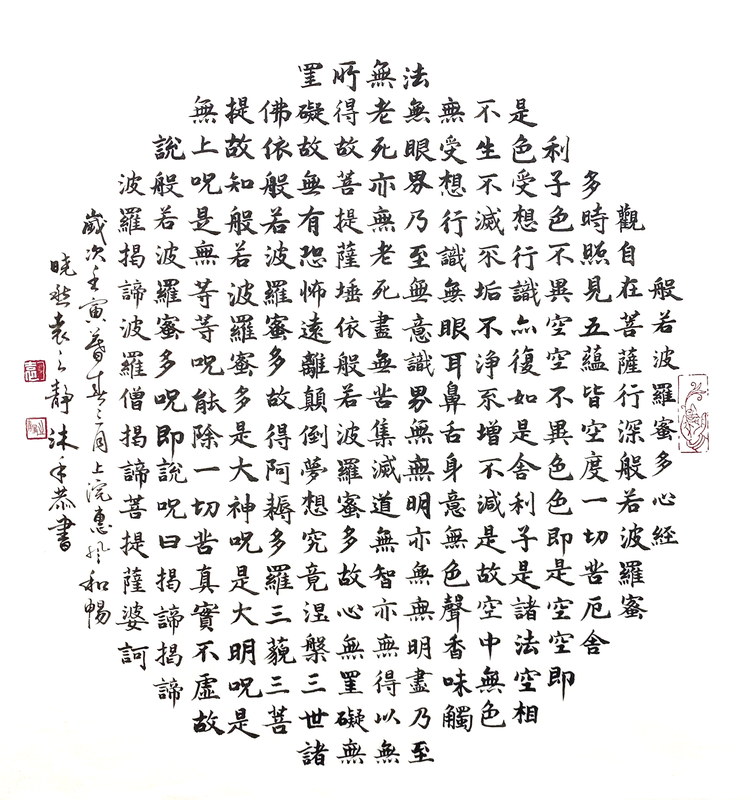 般若波羅蜜多心経
觀自在菩薩行深般若波羅蜜
多時照見五蘊皆空度一切苦厄舍
利子色不異空空不異色色即是空空即
是色受想行識亦復如是舍利子是諸法空相
不生不滅不垢不淨不增不減是故空中無色
無受想行識無眼耳鼻舌身意無色聲香味觸
法無眼界乃至無意識界無無明亦無無明盡乃至
無老死亦無老死盡無苦集滅道無智亦無得以無
所得故菩提薩埵依般若波羅蜜多故心無罣礙無
罣礙故無有恐怖遠離顛倒夢想究竟涅槃三世諸
佛依般若波羅蜜多故得阿耨多羅三藐三菩
提故知般若波羅蜜多是大神呪是大明呪是
無上呪是無等等呪能除一切苦真實不虛故
說般若波羅蜜多呪即說呪曰揭諦揭諦
波羅揭諦波羅僧揭諦菩提薩婆訶
歲次壬寅暮春三月上浣惠風和暢
曉然袁之靜沐手恭書